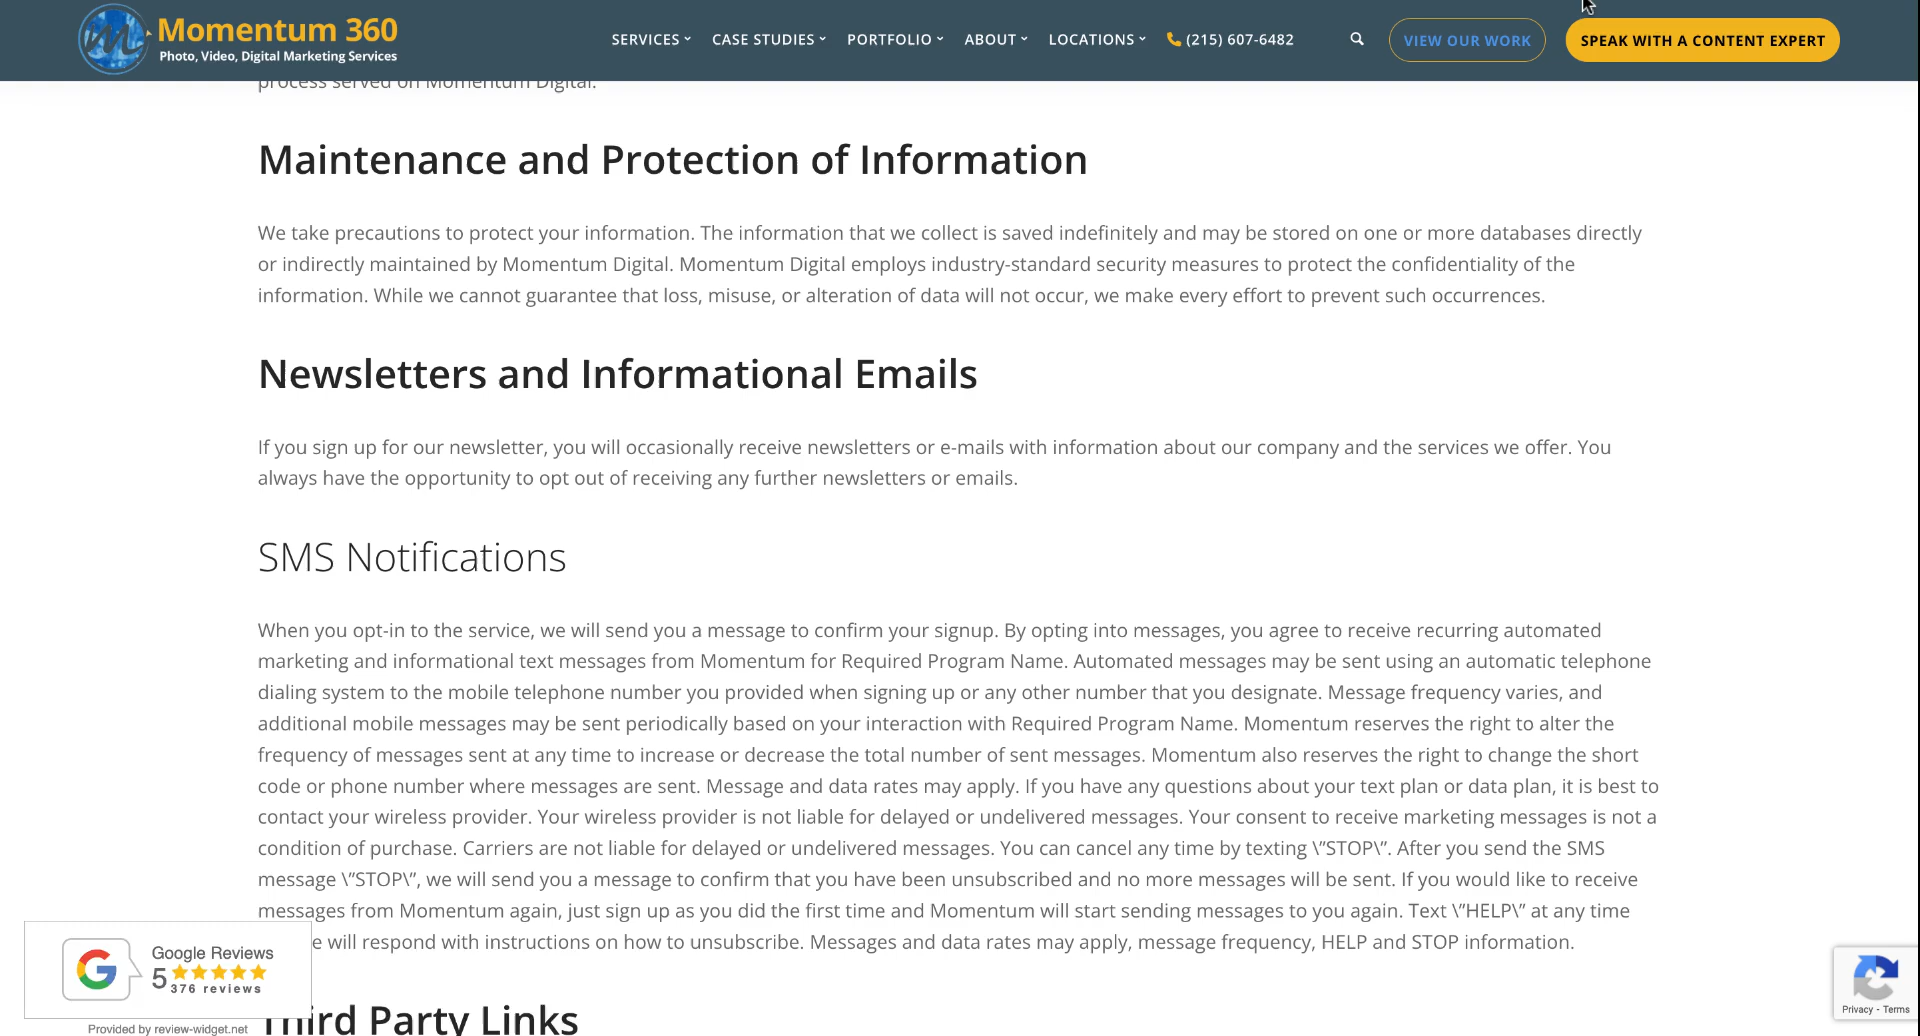 Momentum 360
Photo, Video, Digital Marketing Services
SERVICES CASE STUDIES PORTFOLIO ABOUT LOCATIONS (215) 607-6482 VIEW OUR WORK SPEAK WITH A CONTENT EXPERT
process served on Momentum Digital.
Maintenance and Protection of Information
We take precautions to protect your information. The information that we collect is saved indefinitely and may be stored on one or more databases directly
or indirectly maintained by Momentum Digital. Momentum Digital employs industry-standard security measures to protect the confidentiality of the
information. While we cannot guarantee that loss, misuse, or alteration of data will not occur, we make every effort to prevent such occurrences.
Newsletters and Informational Emails
If you sign up for our newsletter, you will occasionally receive newsletters or e-mails with information about our company and the services we offer. You
always have the opportunity to opt out of receiving any further newsletters or emails.
SMS Notifications
When you opt-in to the service, we will send you a message to confirm your signup. By opting into messages, you agree to receive recurring automated
marketing and informational text messages from Momentum for Required Program Name. Automated messages may be sent using an automatic telephone
dialing system to the mobile telephone number you provided when signing up or any other number that you designate. Message frequency varies, and
additional mobile messages may be sent periodically based on your interaction with Required Program Name. Momentum reserves the right to alter the
frequency of messages sent at any time to increase or decrease the total number of sent messages. Momentum also reserves the right to change the short
code or phone number where messages are sent. Message and data rates may apply. If you have any questions about your text plan or data plan, it is best to
contact your wireless provider. Your wireless provider is not liable for delayed or undelivered messages. Your consent to receive marketing messages is not a
condition of purchase. Carriers are not liable for delayed or undelivered messages. You can cancel any time by texting \”STOP\”. After you send the SMS
message \”STOP\”, we will send you a message to confirm that you have been unsubscribed and no more messages will be sent. If you would like to receive
messages from Momentum again, just sign up as you did the first time and Momentum will start sending messages to you again. Text \”HELP\” at any time
will respond with instructions on how to unsubscribe. Messages and data rates may apply, message frequency, HELP and STOP information.
Third Party Links
Google Reviews
5
376 reviews
Provided by review-widget.net
Privacy - Terms